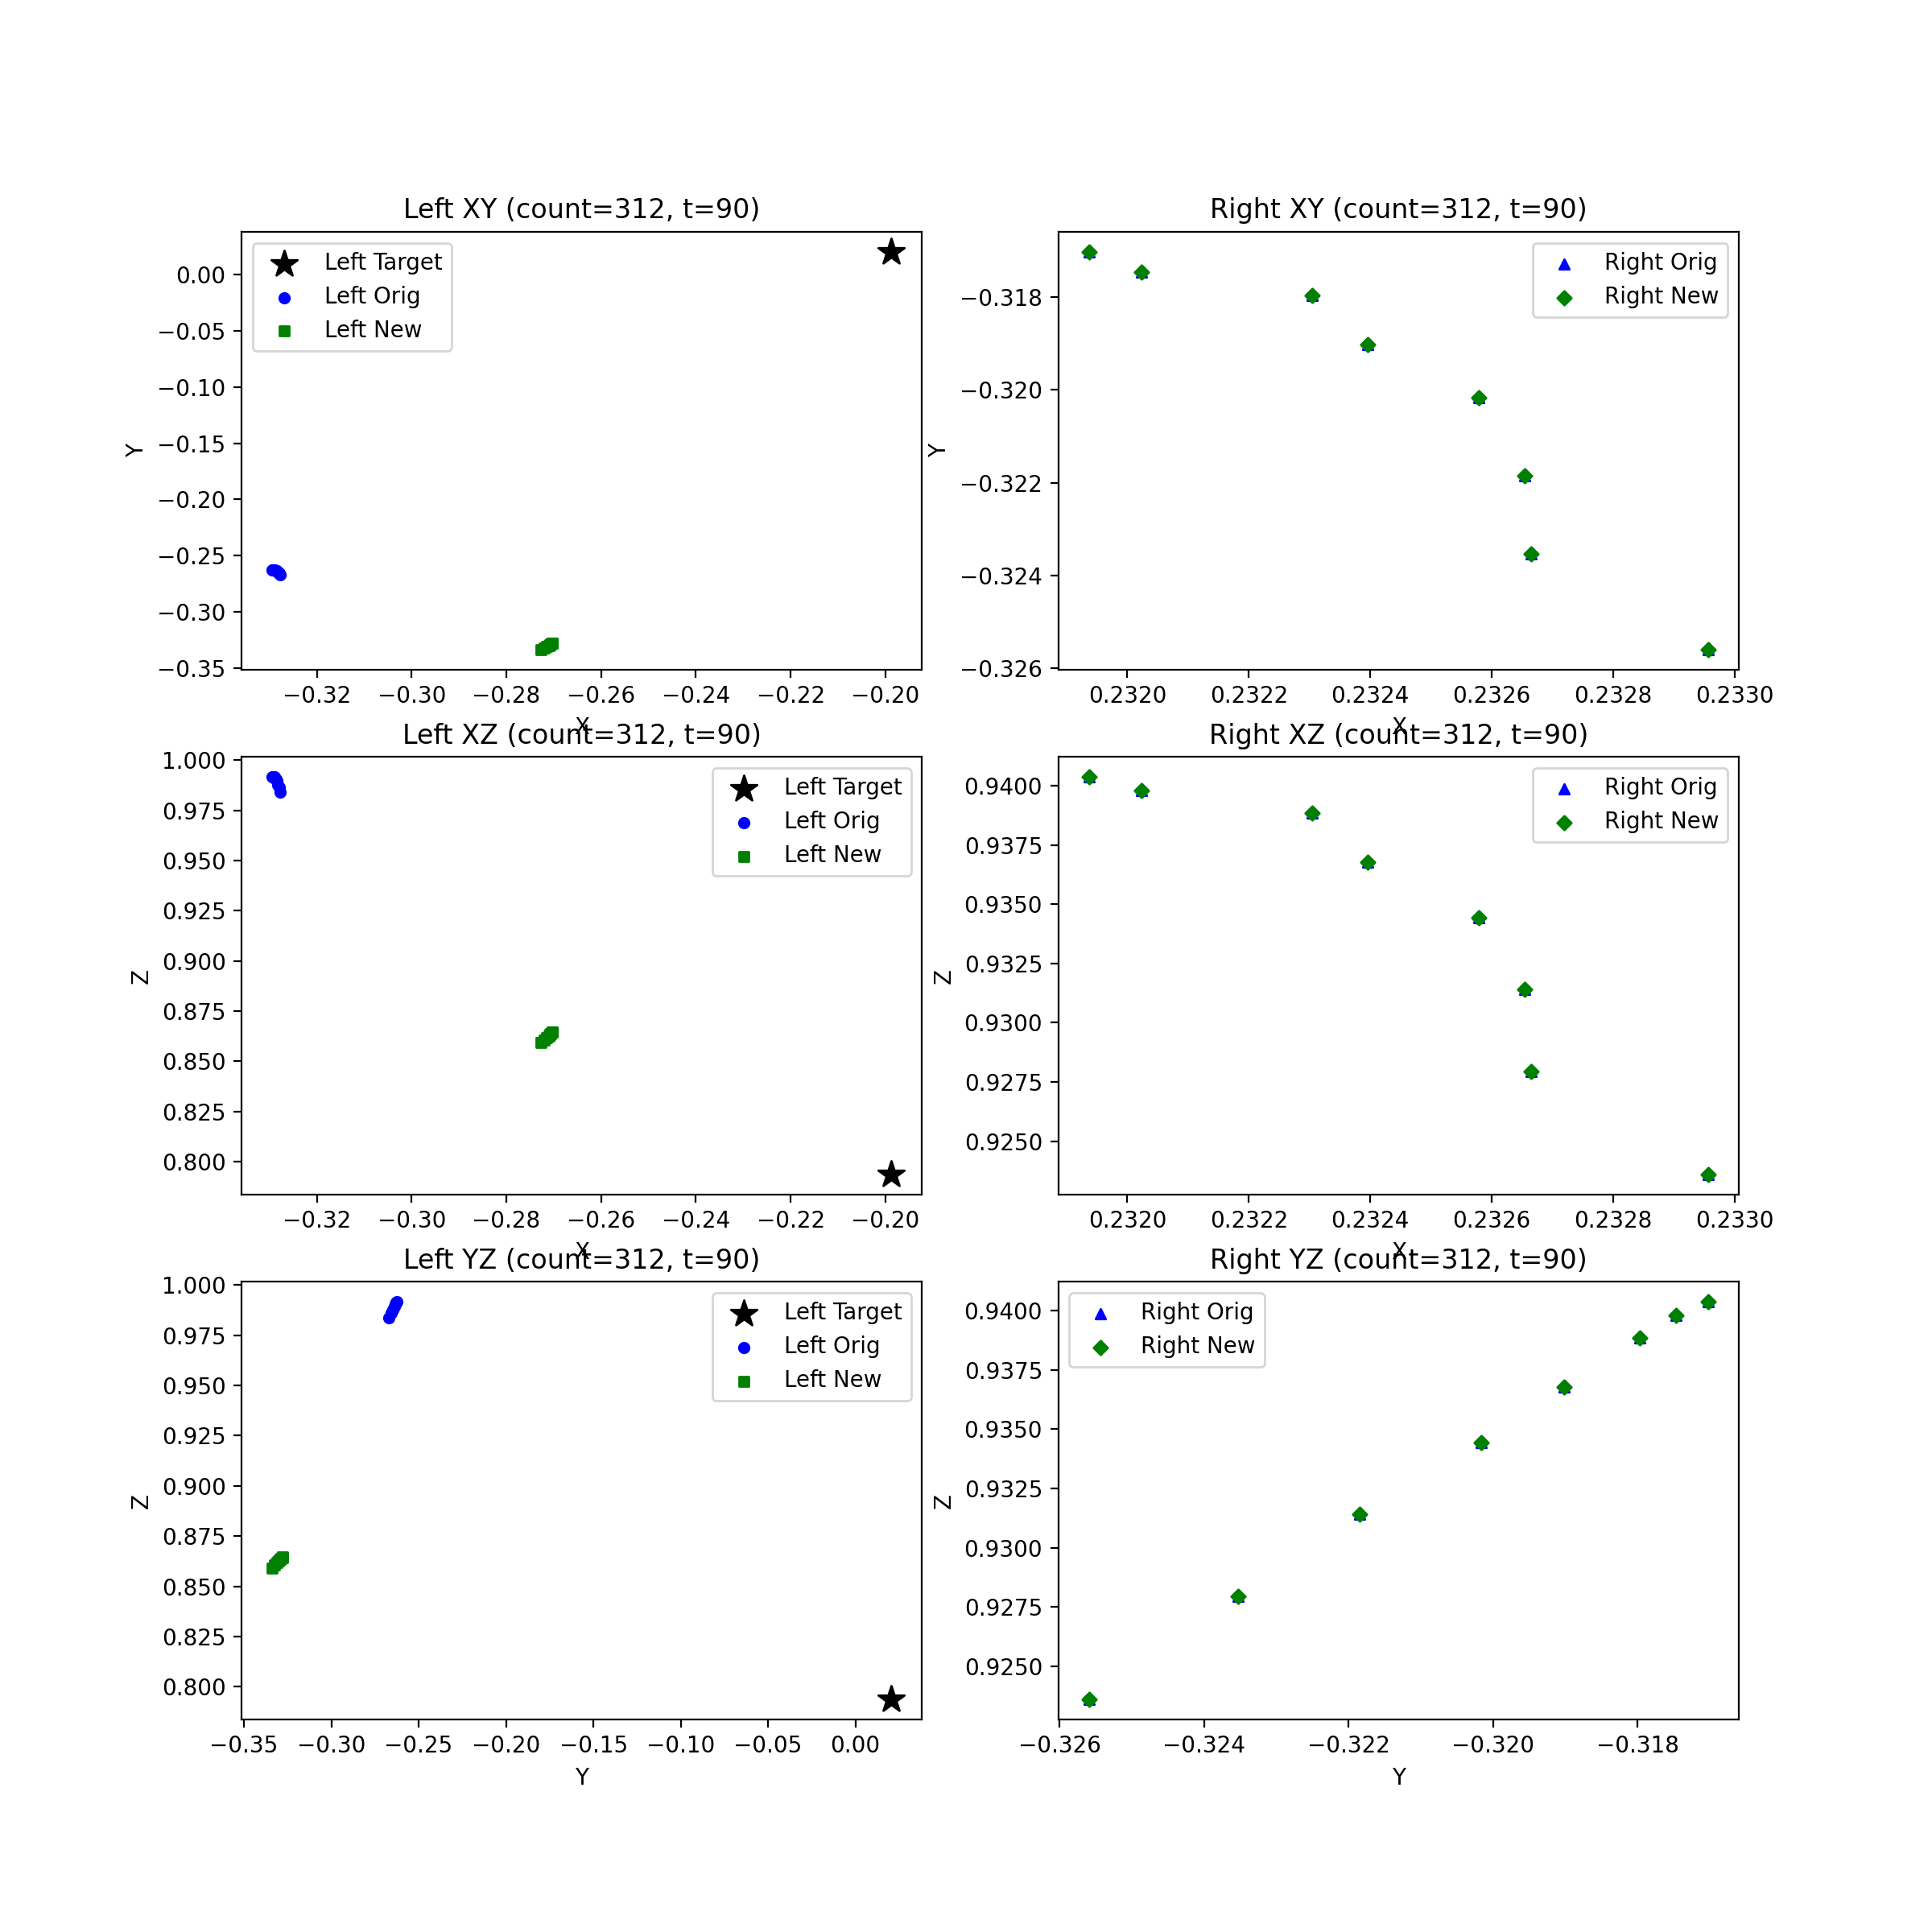 Left XY (count=312, t=90)
Left Target
Left Orig
Left New
0.00
−0.05
−0.10
−0.15
−0.20
−0.25
−0.30
−0.35
Y
−0.32 −0.30 −0.28 −0.26 −0.24 −0.22 −0.20
X
Right XY (count=312, t=90)
Right Orig
Right New
−0.318
−0.320
−0.322
−0.324
−0.326
Y
0.2320 0.2322 0.2324 0.2326 0.2328 0.2330
X
Left XZ (count=312, t=90)
Left Target
Left Orig
Left New
1.000
0.975
0.950
0.925
0.900
0.875
0.850
0.825
0.800
Z
−0.32 −0.30 −0.28 −0.26 −0.24 −0.22 −0.20
X
Right XZ (count=312, t=90)
Right Orig
Right New
0.9400
0.9375
0.9350
0.9325
0.9300
0.9275
0.9250
Z
0.2320 0.2322 0.2324 0.2326 0.2328 0.2330
X
Left YZ (count=312, t=90)
Left Target
Left Orig
Left New
1.000
0.975
0.950
0.925
0.900
0.875
0.850
0.825
0.800
Z
−0.35 −0.30 −0.25 −0.20 −0.15 −0.10 −0.05 0.00
Y
Right YZ (count=312, t=90)
Right Orig
Right New
0.9400
0.9375
0.9350
0.9325
0.9300
0.9275
0.9250
Z
−0.326 −0.324 −0.322 −0.320 −0.318
Y